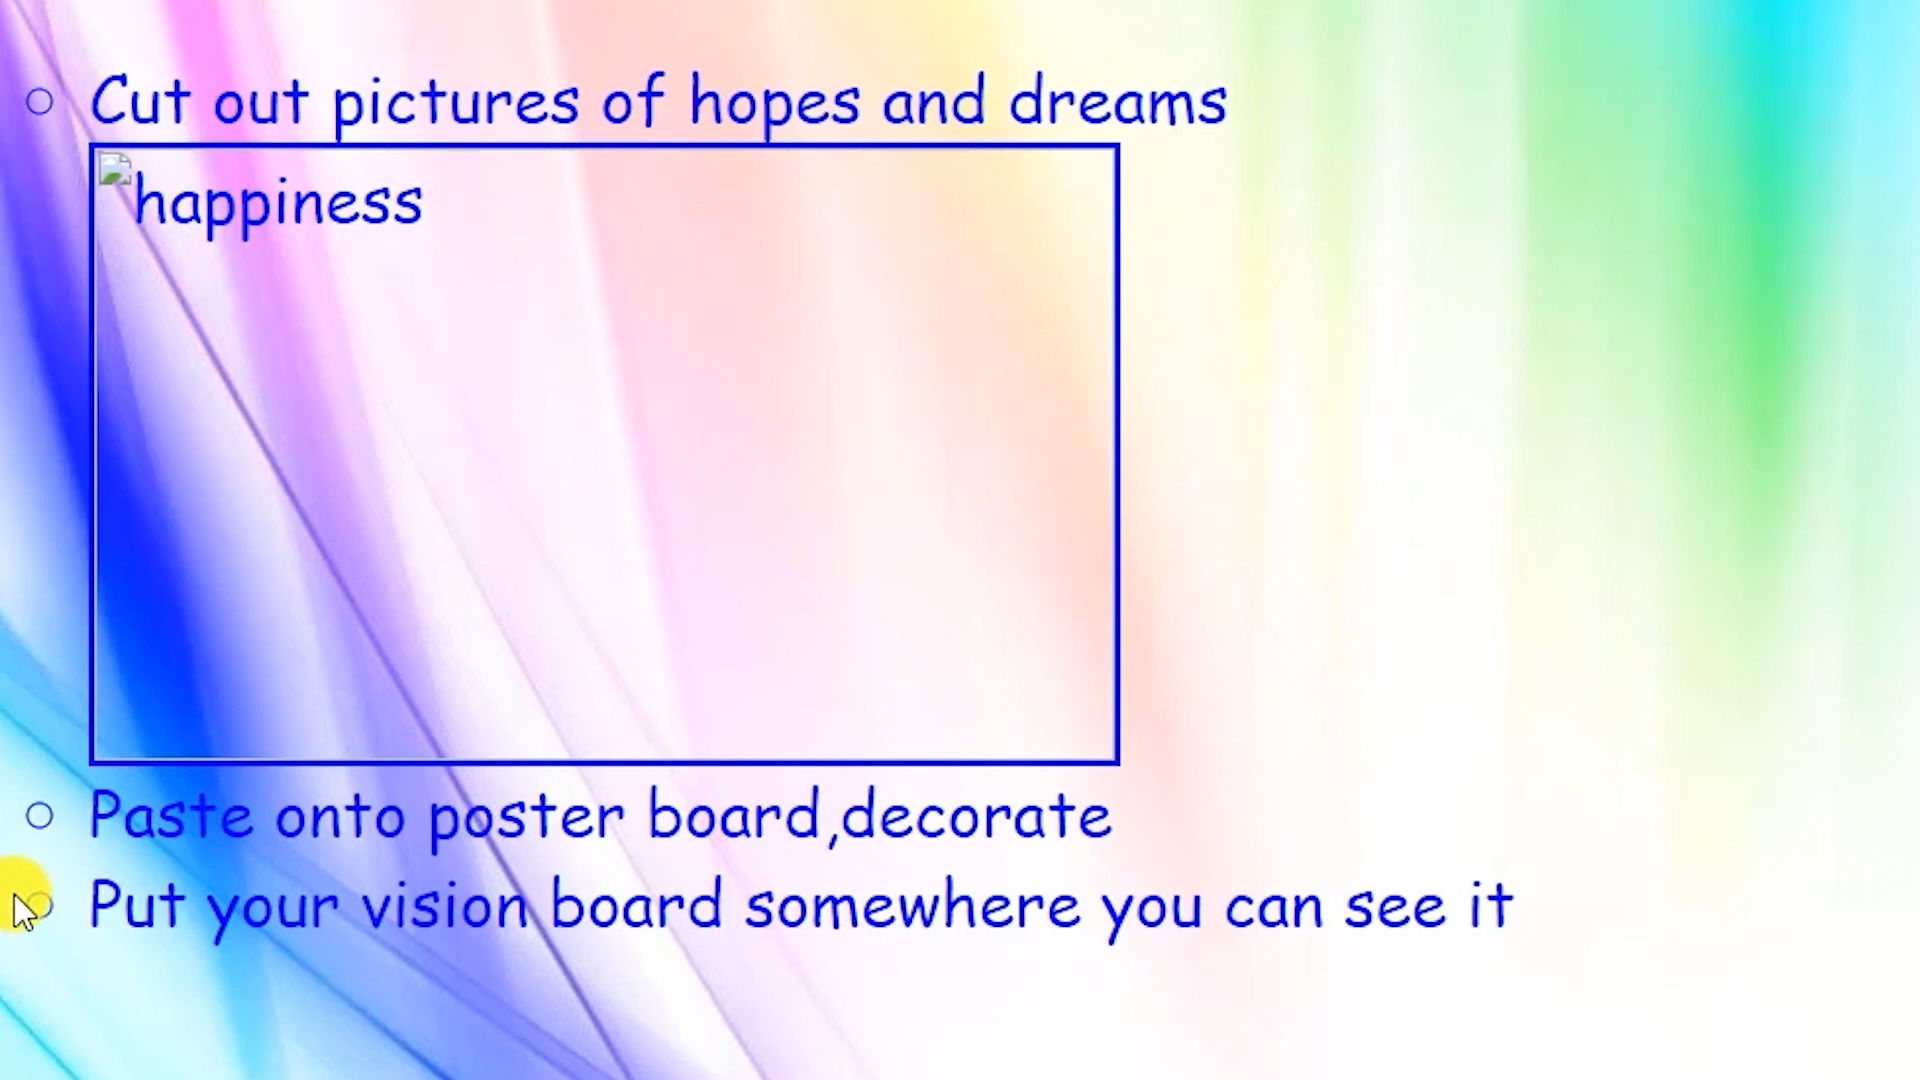 Cut out pictures of hopes and dreams
happiness
Paste onto poster board,decorate
Put your vision board somewhere you can see it